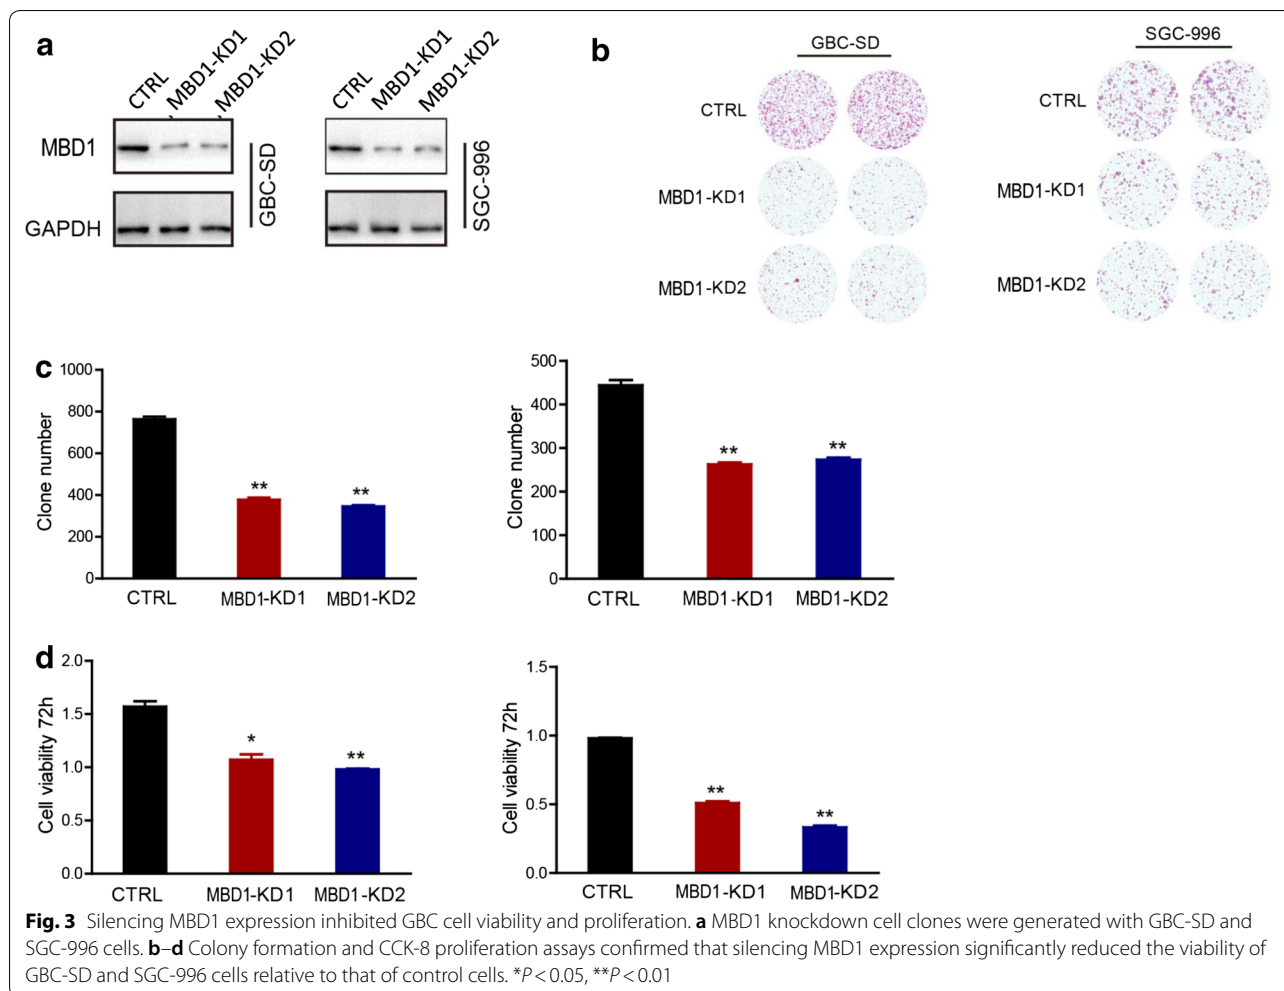 a
CTRL
MBD1-KD1
MBD1-KD2
CTRL
MBD1-KD1
MBD1-KD2
MBD1
GAPDH
GBC-SD
SGC-996
b
GBC-SD
SGC-996
CTRL
MBD1-KD1
MBD1-KD2
CTRL
MBD1-KD1
MBD1-KD2
c
Clone number
1000
800
600
400
200
0
**
**
CTRL
MBD1-KD1
MBD1-KD2
Clone number
500
400
300
200
100
0
**
**
CTRL
MBD1-KD1
MBD1-KD2
d
Cell viability 72h
2.0
1.5
1.0
0.5
0.0
*
**
CTRL
MBD1-KD1
MBD1-KD2
Cell viability 72h
1.5
1.0
0.5
0.0
**
**
CTRL
MBD1-KD1
MBD1-KD2
Fig. 3 Silencing MBD1 expression inhibited GBC cell viability and proliferation. a MBD1 knockdown cell clones were generated with GBC-SD and
SGC-996 cells. b–d Colony formation and CCK-8 proliferation assays confirmed that silencing MBD1 expression significantly reduced the viability of
GBC-SD and SGC-996 cells relative to that of control cells. *P < 0.05, **P < 0.01